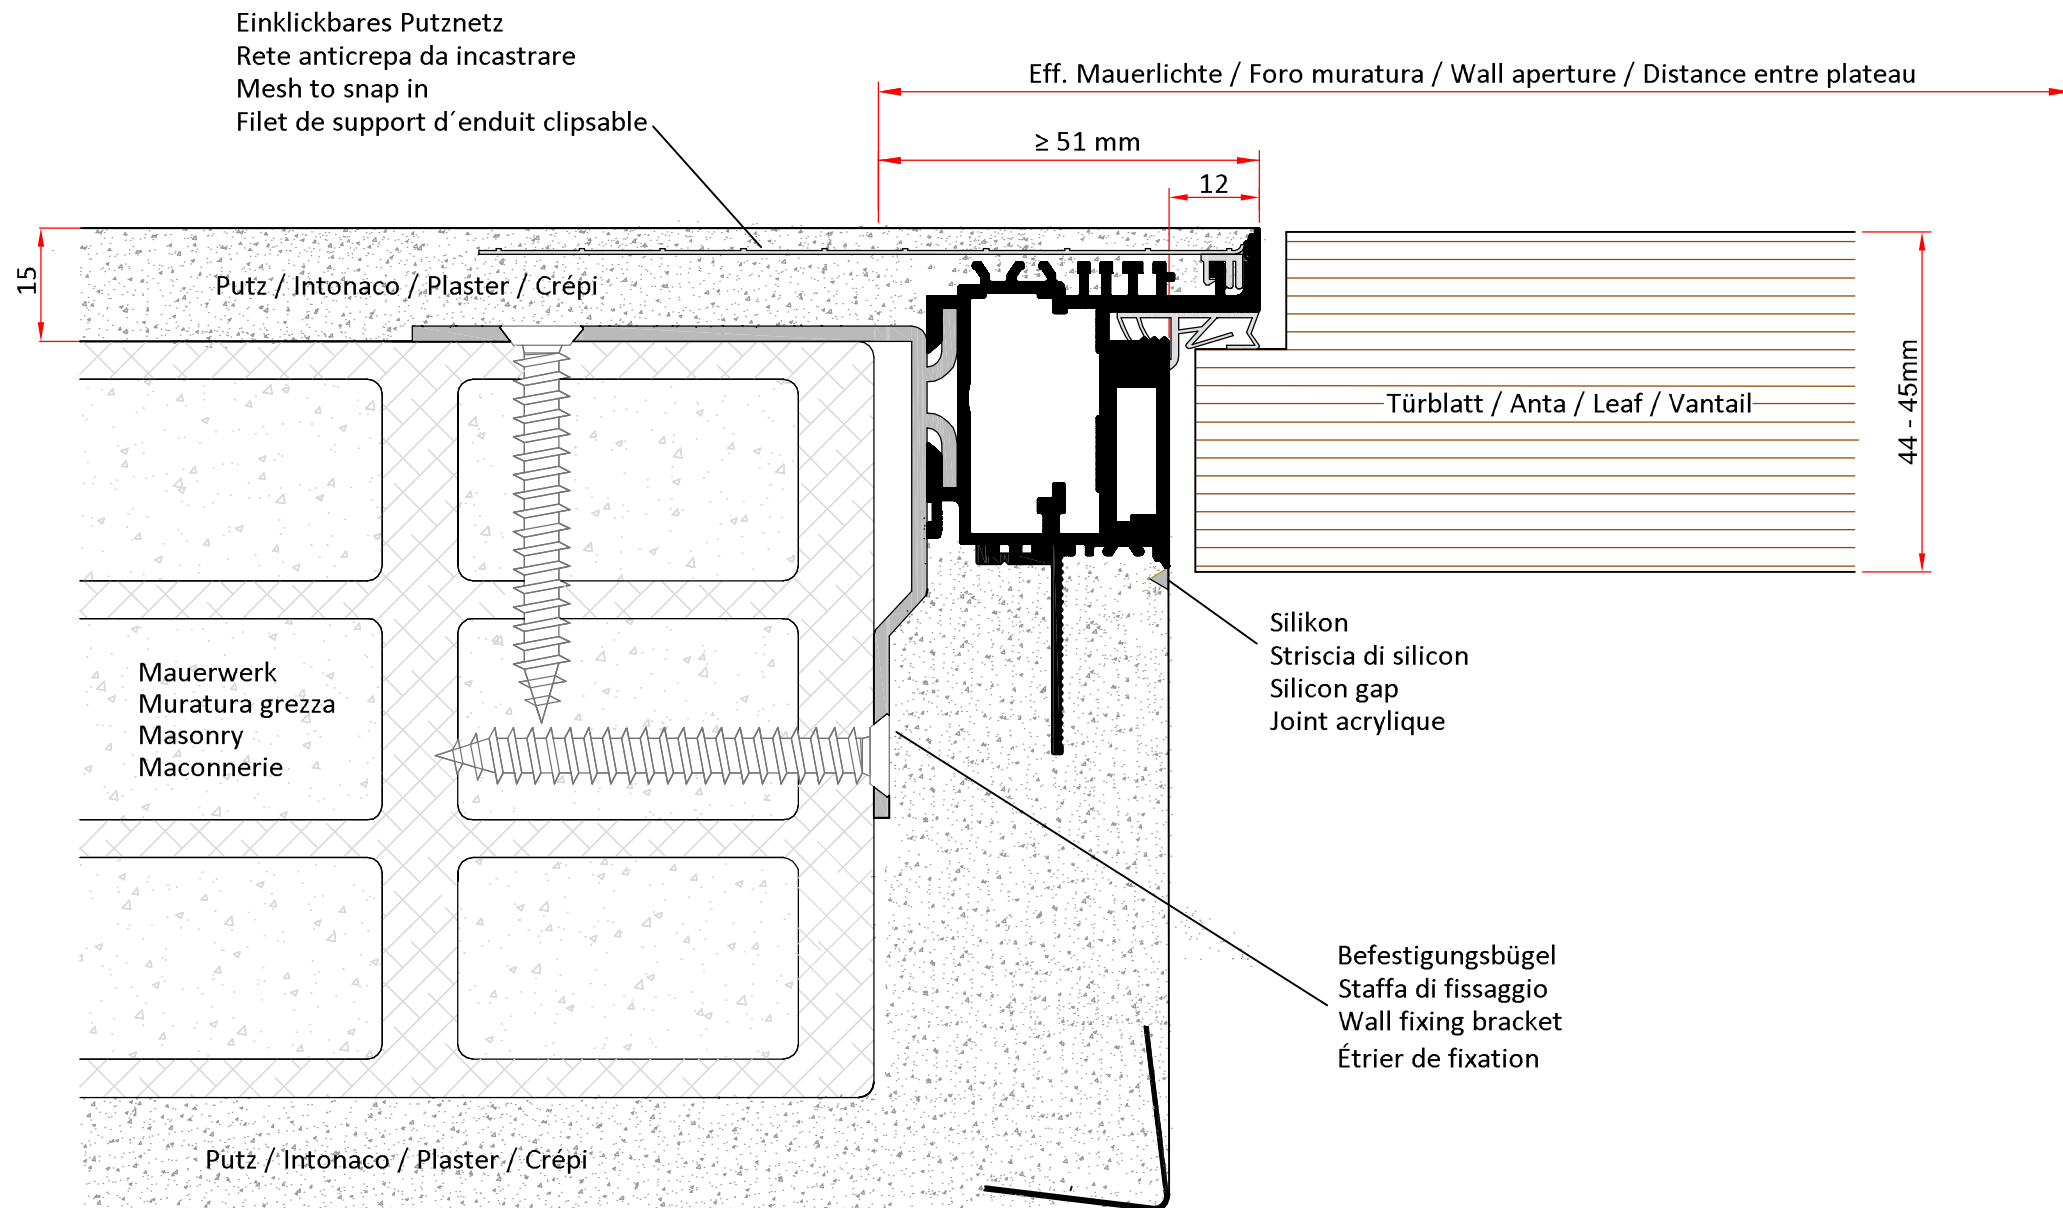 Einklickbares Putznetz
Rete anticrepa da incastrare
Mesh to snap in
Filet de support d´enduit clipsable
Eff. Mauerlichte / Foro muratura / Wall aperture / Distance entre plateau
≥ 51 mm
12
15
Putz / Intonaco / Plaster / Crépi
Türblatt / Anta / Leaf / Vantail
44 - 45mm
Silikon
Striscia di silicon
Silicon gap
Joint acrylique
Mauerwerk
Muratura grezza
Masonry
Maconnerie
Befestigungsbügel
Staffa di fissaggio
Wall fixing bracket
Étrier de fixation
Putz / Intonaco / Plaster / Crépi